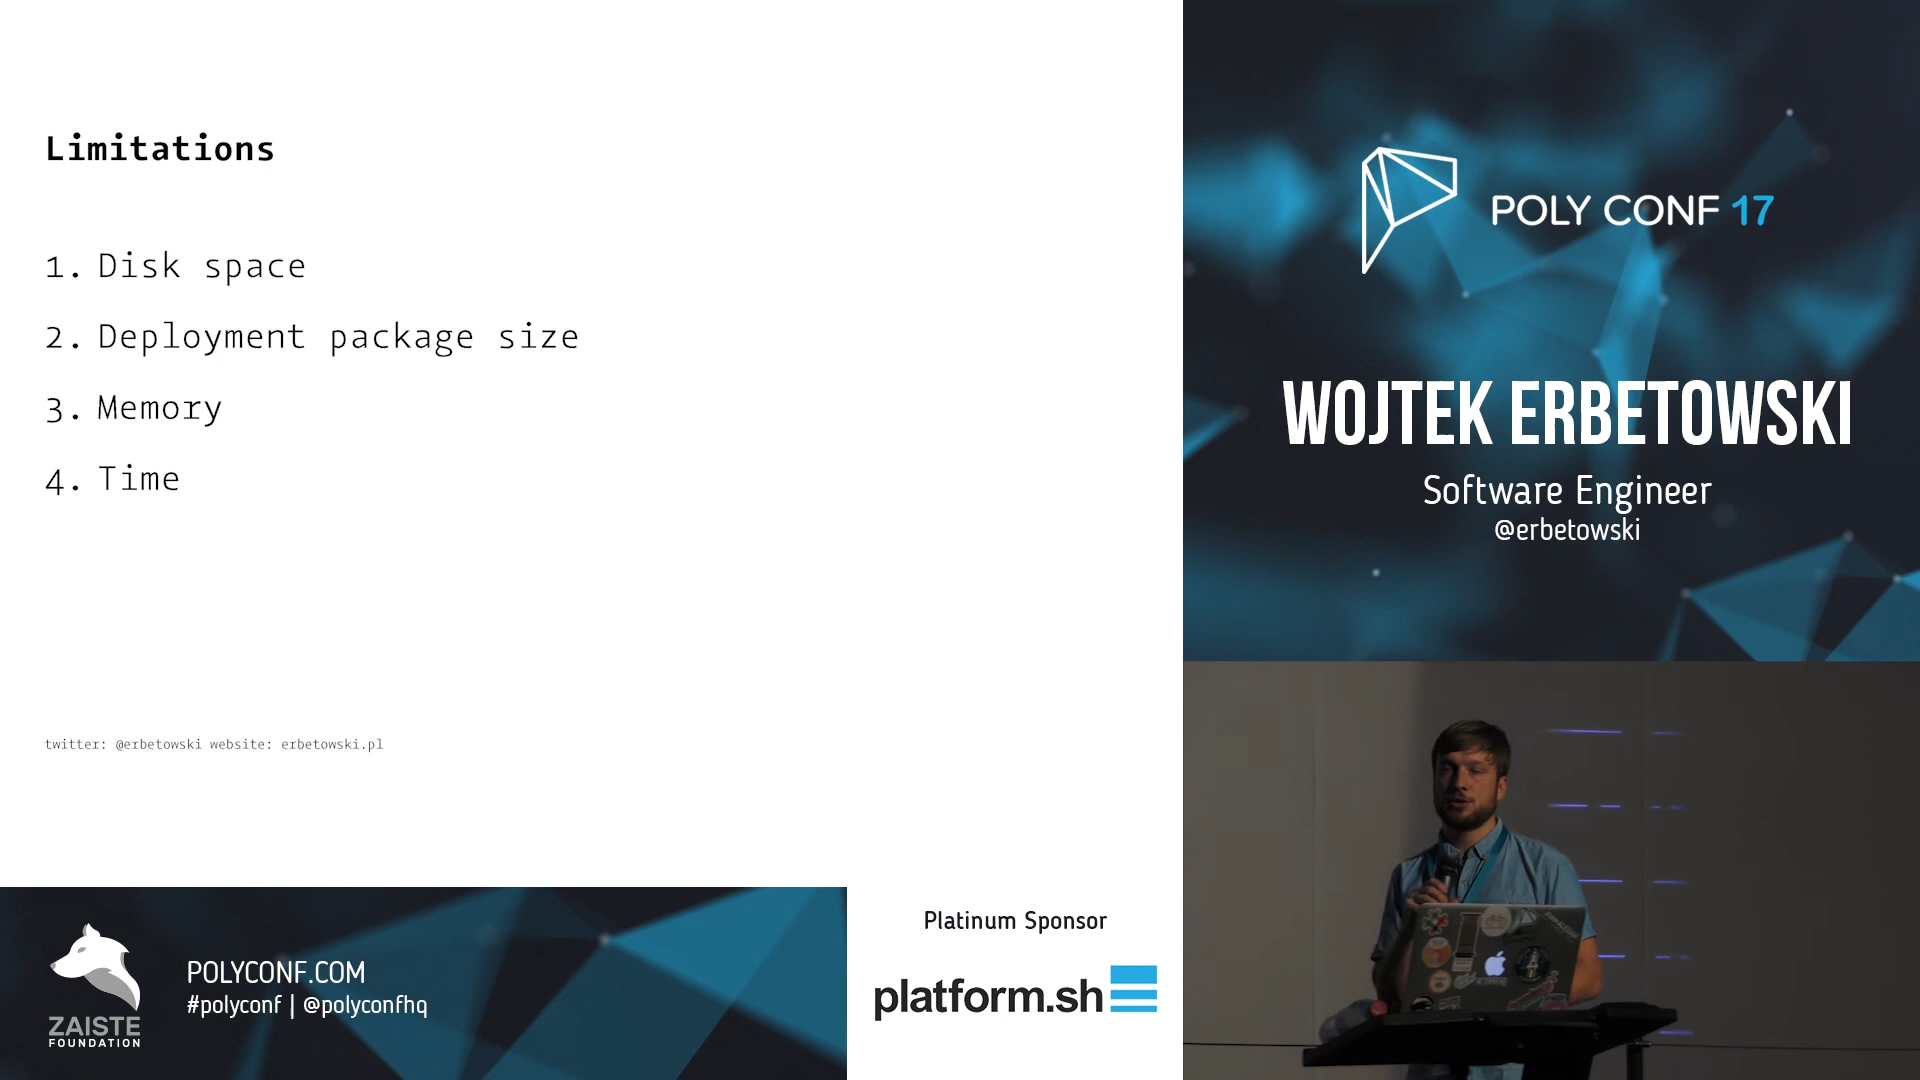 Limitations
1. Disk space
2. Deployment package size
3. Memory
4. Time
twitter: @erbetowski website: erbetowski.pl
POLY CONF 17
WOJTEK ERBETOWSKI
Software Engineer
@erbetowski
ZAISTE
FOUNDATION
POLYCONF.COM
#polyconf | @polyconfhq
Platinum Sponsor
platform.sh